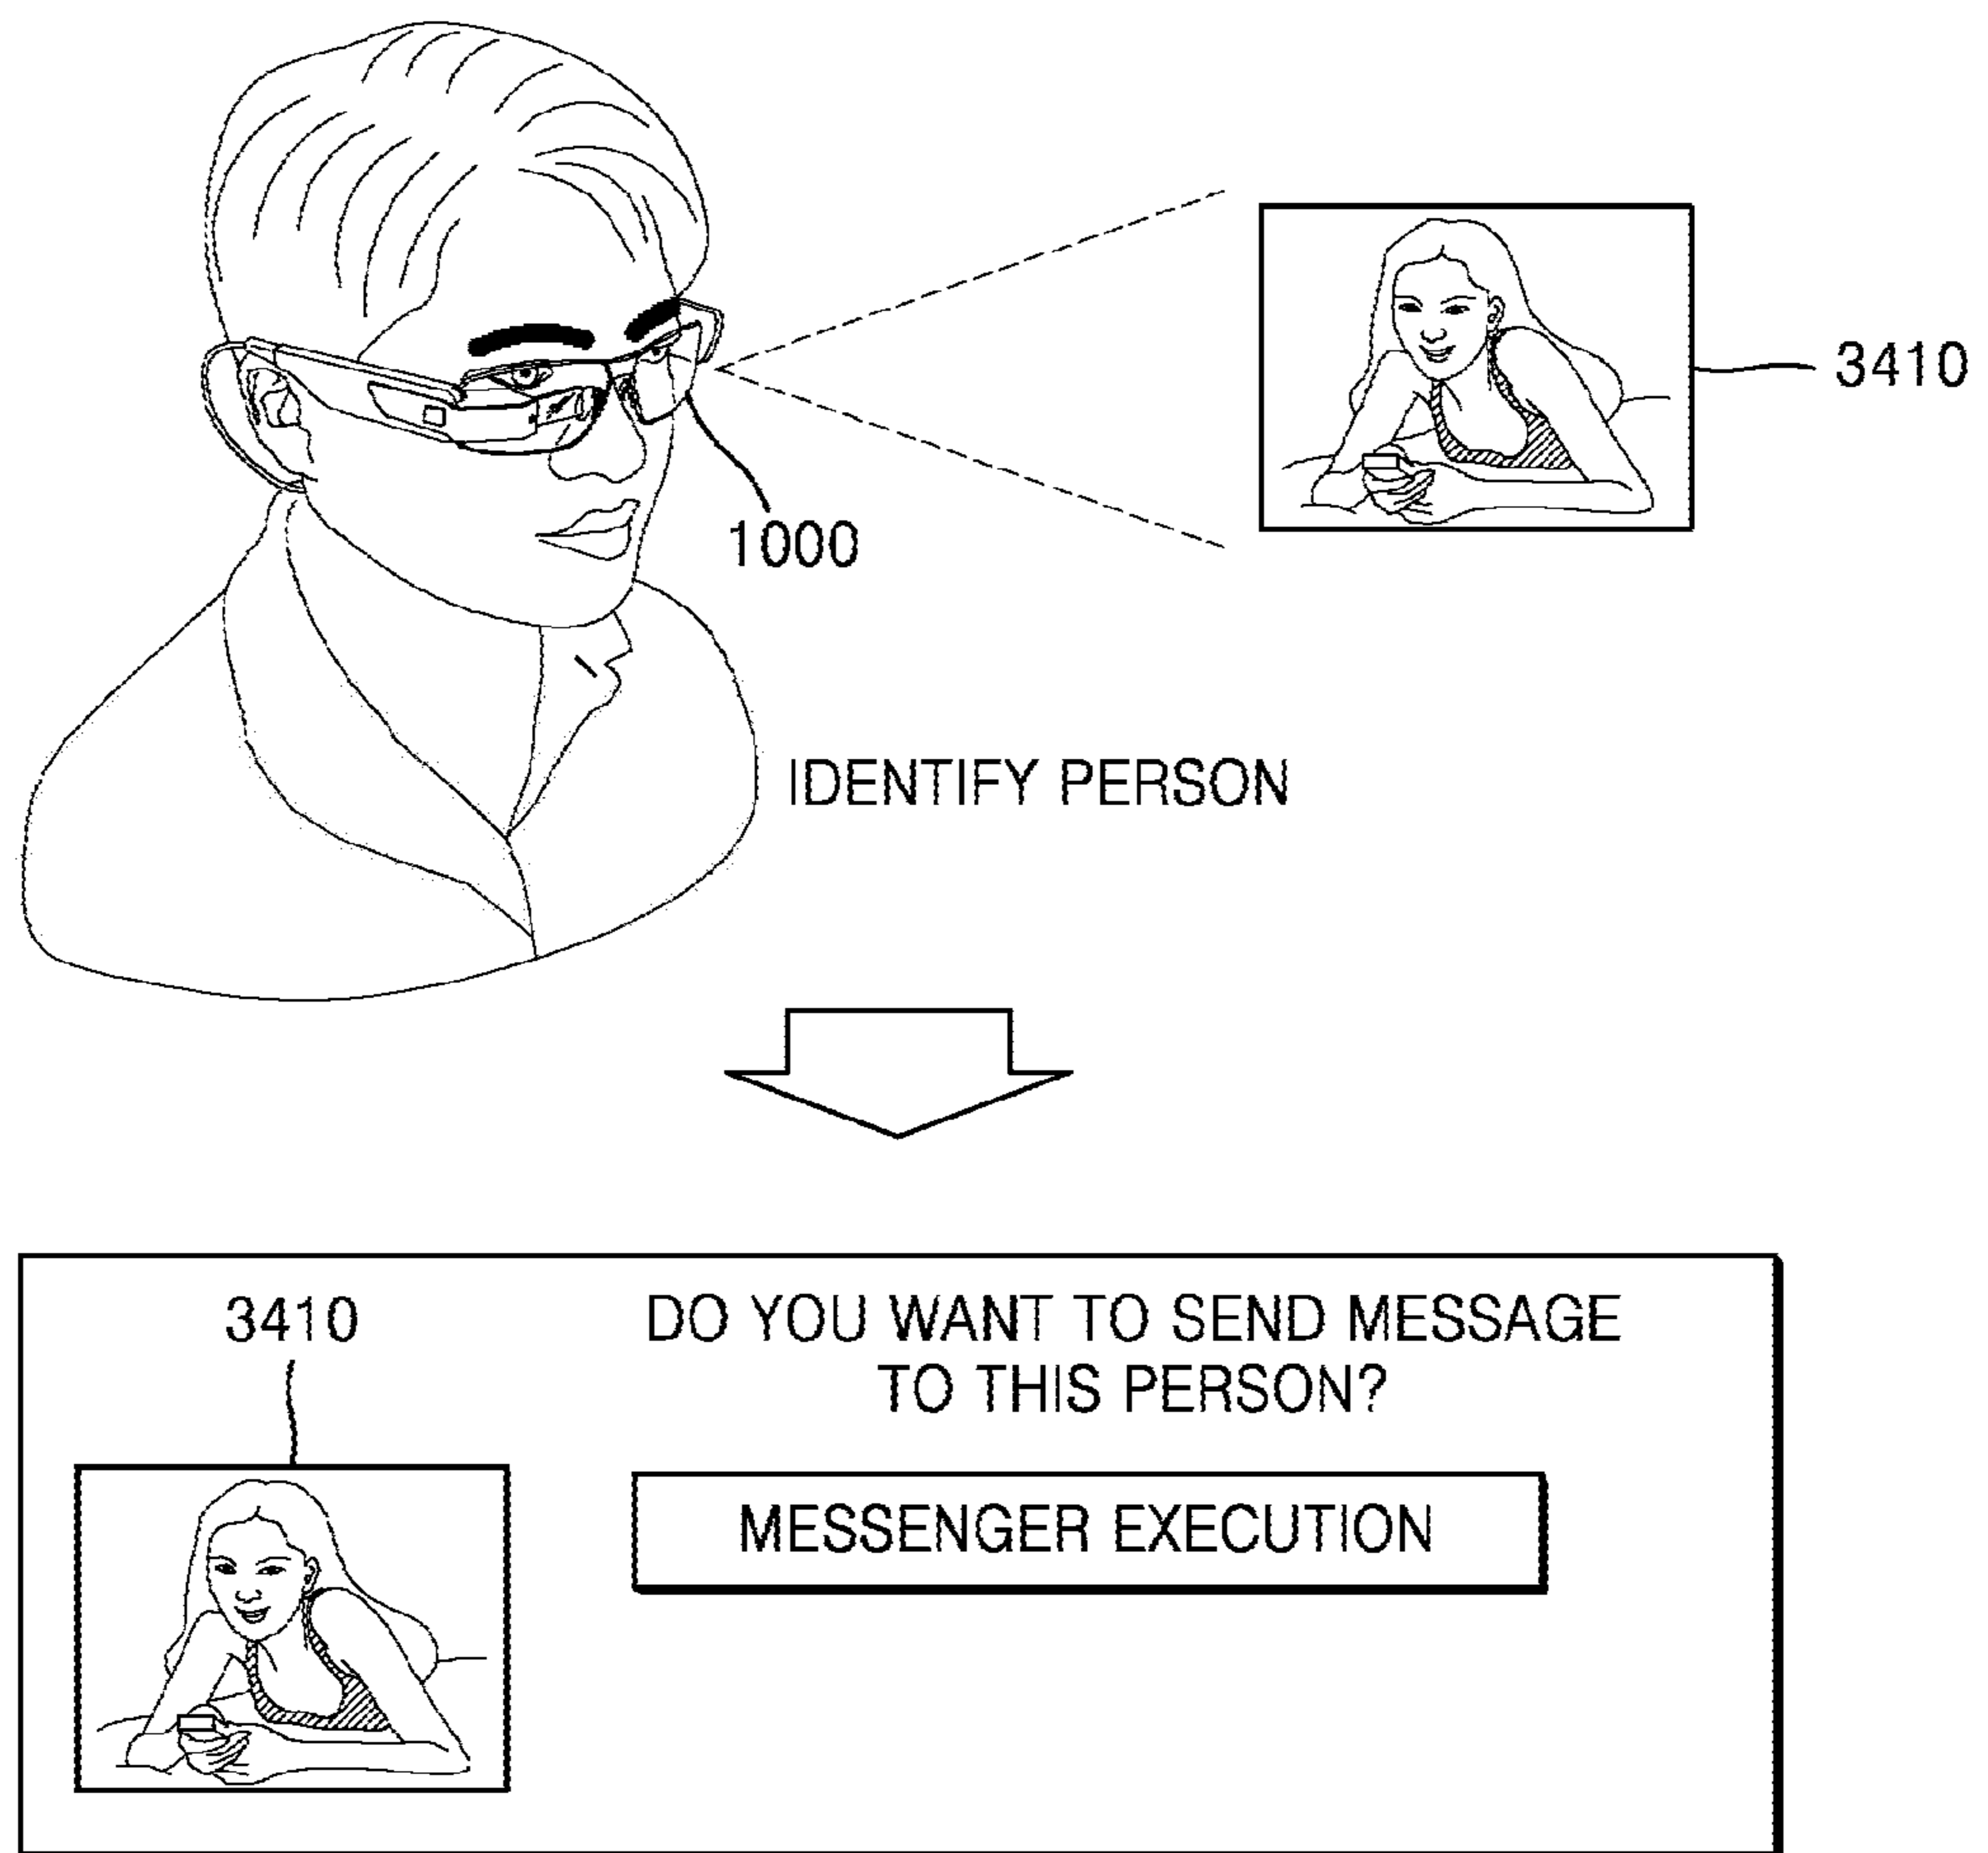 3410
1000
IDENTIFY PERSON
3410
DO YOU WANT TO SEND MESSAGE
TO THIS PERSON?
MESSENGER EXECUTION